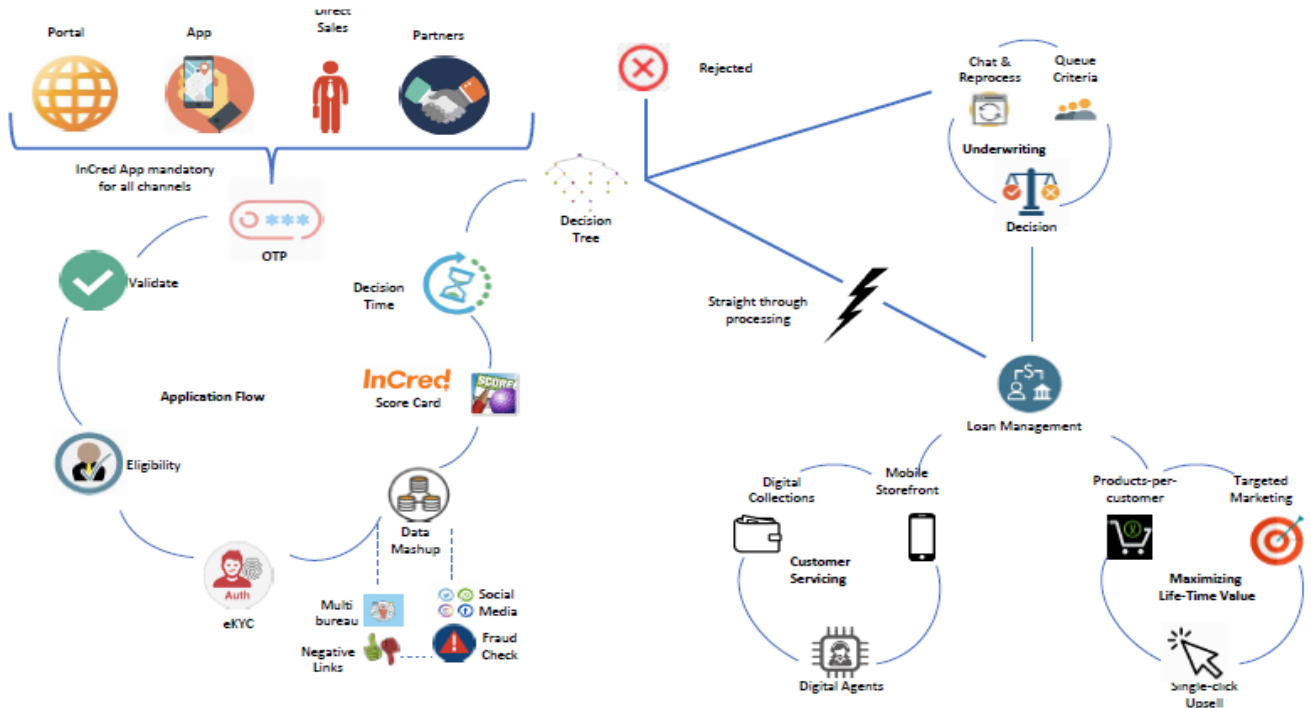 Portal
App
Direct
Sales
Partners
InCred App mandatory
for all channels
OTP
Validate
Application Flow
Eligibility
Auth
eKYC
Data
Mashup
Multi
bureau
Negative
Links
Social
Media
Fraud
Check
InCred
Score Card
SCORE!
Decision
Time
Decision
Tree
Rejected
Straight through
processing
Chat &
Reprocess
Queue
Criteria
Underwriting
Decision
Loan Management
Digital
Collections
Mobile
Storefront
Customer
Servicing
Digital Agents
Products-per-
customer
Targeted
Marketing
Maximizing
Life-Time Value
Single-click
Upsell